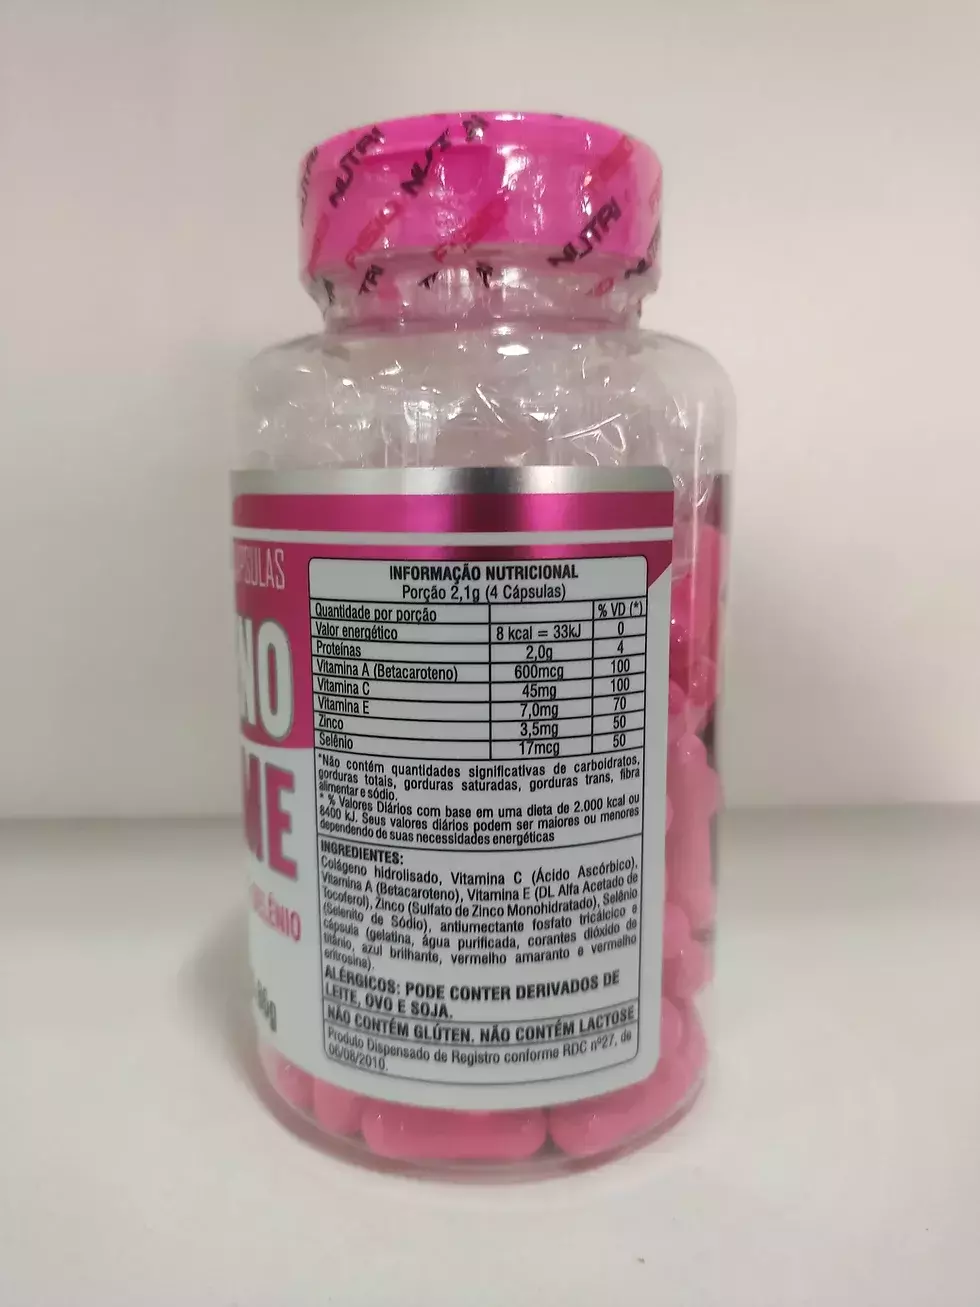 NUTRI
NUTRI
FISIO
NUTRI
TRI
ÁPSULAS
NO
ME
SELÊNIO
INFORMAÇÃO NUTRICIONAL
Porção 2,1g (4 Cápsulas)
Quantidade por porção % VD (*)
Valor energético 8 kcal = 33kJ 0
Proteínas 2,0g 4
Vitamina A (Betacaroteno) 600mcg 100
Vitamina C 45mg 100
Vitamina E 7,0mg 70
Zinco 3,5mg 50
Selênio 17mcg 50
*Não contém quantidades significativas de carboidratos,
gorduras totais, gorduras saturadas, gorduras trans, fibra
alimentar e sódio.
* % Valores Diários com base em uma dieta de 2.000 kcal ou
8400 kJ. Seus valores diários podem ser maiores ou menores
dependendo de suas necessidades energéticas
INGREDIENTES:
Colágeno hidrolisado, Vitamina C (Ácido Ascórbico),
Vitamina A (Betacaroteno), Vitamina E (DL Alfa Acetado de
Tocoferol), Zinco (Sulfato de Zinco Monohidratado), Selênio
(Selenito de Sódio), antiumectante fosfato tricálcico e
cápsula (gelatina, água purificada, corantes dióxido de
titânio, azul brilhante, vermelho amaranto e vermelho
eritrosina).
ALÉRGICOS: PODE CONTER DERIVADOS DE
LEITE, OVO E SOJA.
NÃO CONTÉM GLÚTEN. NÃO CONTÉM LACTOSE
Produto Dispensado de Registro conforme RDC nº27, de
06/08/2010.